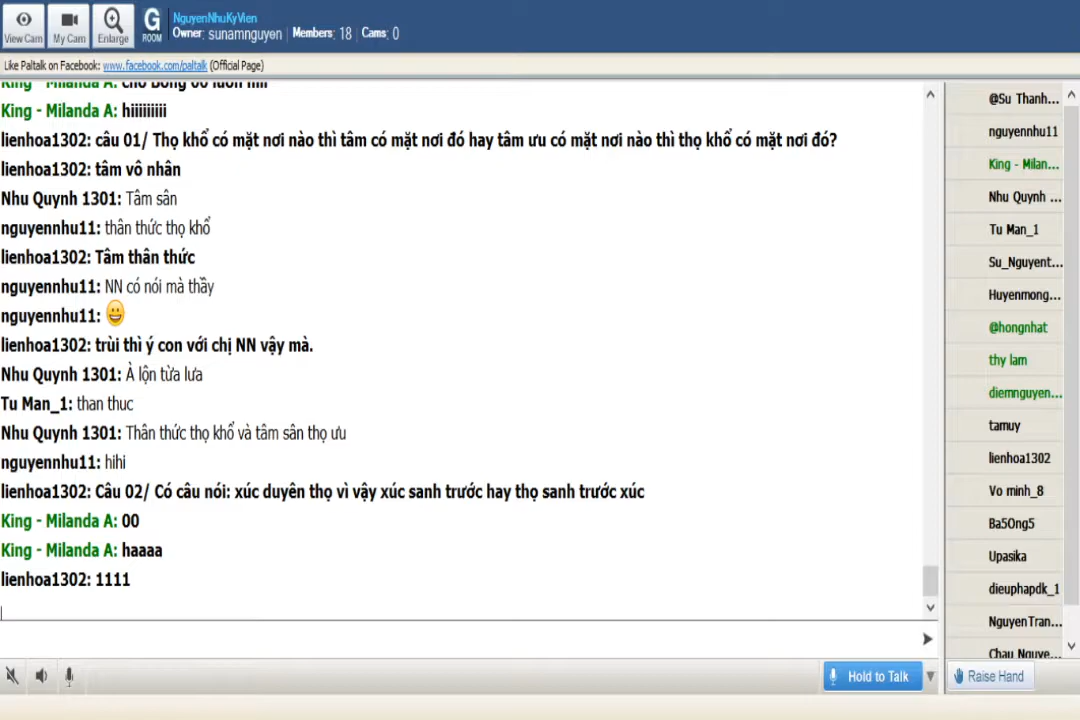 NguyenNhuKyVien
View Cam
My Cam
Enlarge
G ROOM
Owner: sunamnguyen | Members: 18 | Cams: 0
Like Paltalk on Facebook: www.facebook.com/paltalk (Official Page)
King - Milanda A:
King - Milanda A: hiiiiiiiii
lienhoa1302: câu 01/ Thọ khổ có mặt nơi nào thì tâm có mặt nơi đó hay tâm ưu có mặt nơi nào thì thọ khổ có mặt nơi đó?
lienhoa1302: tâm vô nhân
Nhu Quynh 1301: Tâm sân
nguyennhu11: thân thức thọ khổ
lienhoa1302: Tâm thân thức
nguyennhu11: NN có nói mà thầy
nguyennhu11:
lienhoa1302: trùi thì ý con với chị NN vậy mà.
Nhu Quynh 1301: À lộn từa lưa
Tu Man_1: than thuc
Nhu Quynh 1301: Thân thức thọ khổ và tâm sân thọ ưu
nguyennhu11: hihi
lienhoa1302: Câu 02/ Có câu nói: xúc duyên thọ vì vậy xúc sanh trước hay thọ sanh trước xúc
King - Milanda A: 00
King - Milanda A: haaaa
lienhoa1302: 1111
@Su Thanh...
nguyennhu11
King - Milan...
Nhu Quynh ...
Tu Man_1
Su_Nguyent...
Huyenmong...
@hongnhat
thy lam
diemnguyen...
tamuy
lienhoa1302
Vo minh_8
Ba5Ong5
Upasika
dieuphapdk_1
NguyenTran...
Chau Nguye...
Hold to Talk
Raise Hand